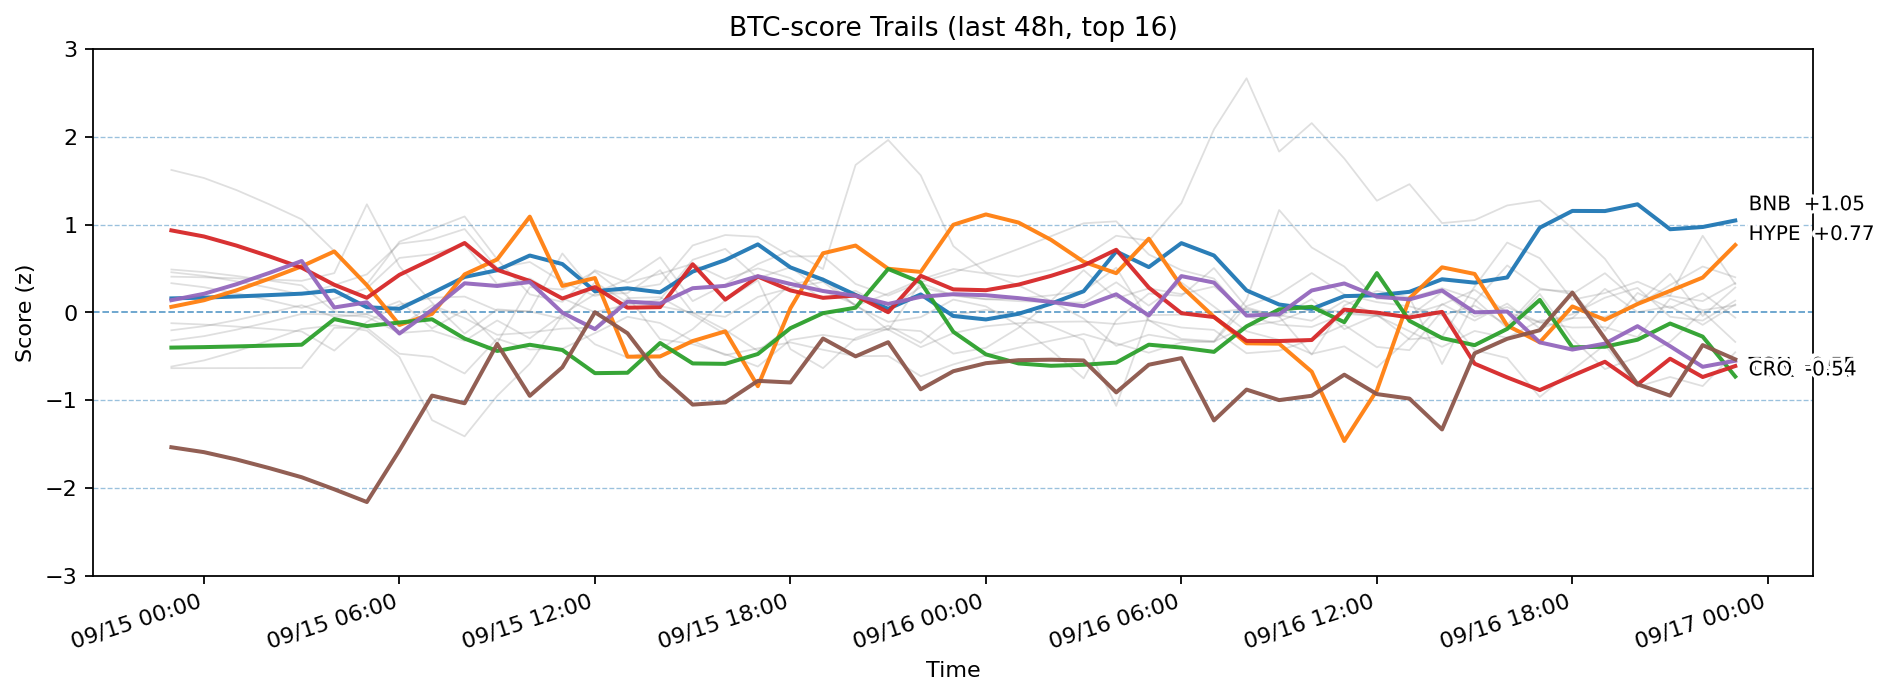 BTC-score Trails (last 48h, top 16)
3
2
1
0
−1
−2
−3
Score (z)
BNB +1.05
HYPE +0.77
CRO -0.54
09/15 00:00
09/15 06:00
09/15 12:00
09/15 18:00
09/16 00:00
09/16 06:00
09/16 12:00
09/16 18:00
09/17 00:00
Time